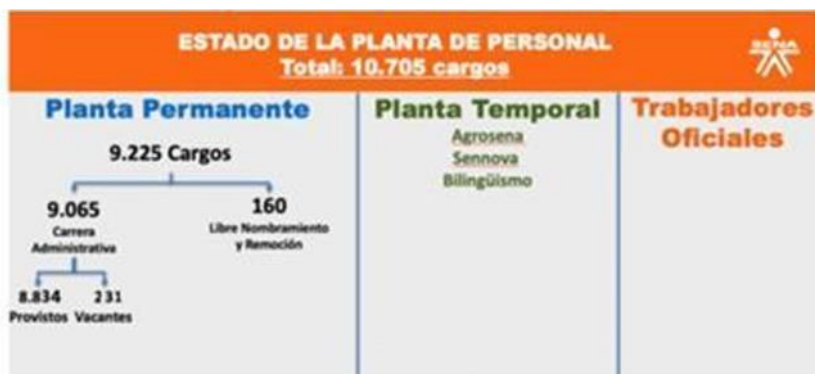 ESTADO DE LA PLANTA DE PERSONAL
Total: 10.705 cargos
SENA
Planta Permanente
9.225 Cargos
9.065
Carrera
Administrativa
160
Libre Nombramiento
y Remoción
8.834
Provistos
231
Vacantes
Planta Temporal
Agrosena
Sennova
Bilingüismo
Trabajadores
Oficiales